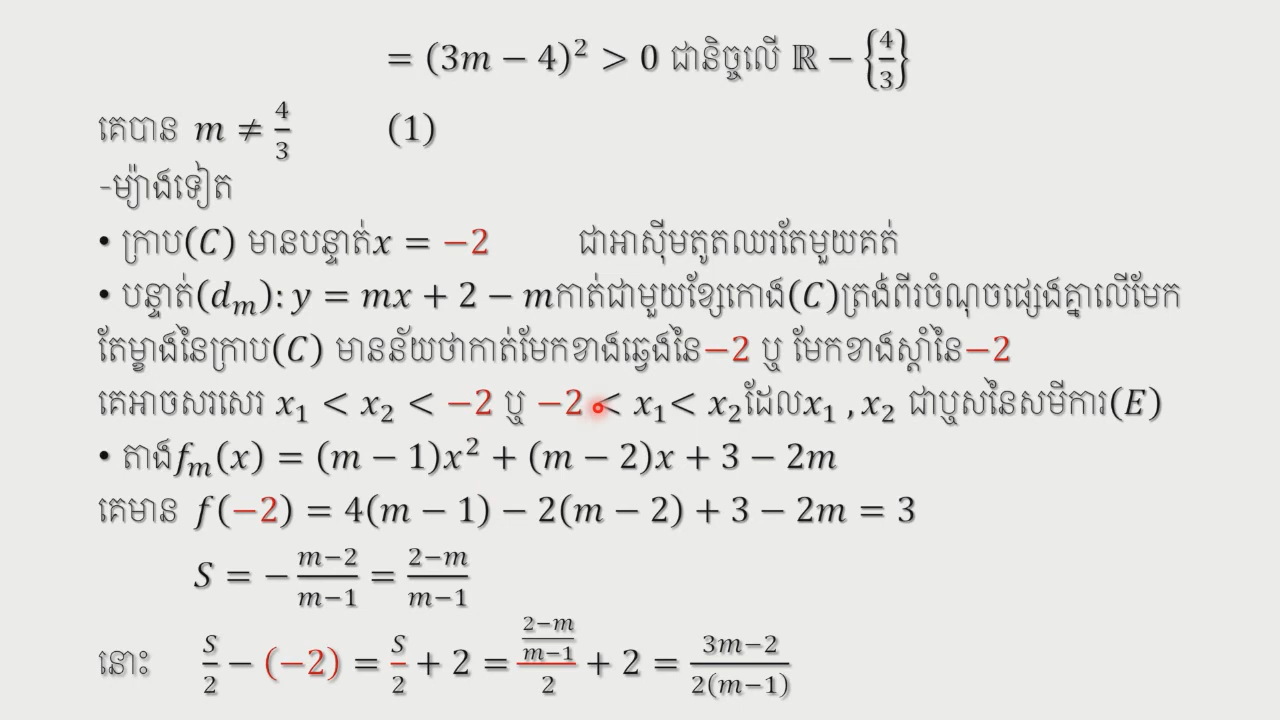 = (3m − 4)² > 0 ជានិច្ចលើ ℝ − {4/3}
គេបាន m ≠ 4/3 (1)
-ម្យ៉ាងទៀត
• ក្រាប(C) មានបន្ទាត់x = −2 ជាអាស៊ីមតូតឈរតែមួយគត់
• បន្ទាត់(dₘ): y = mx + 2 − mកាត់ជាមួយខ្សែកោង(C)ត្រង់ពីរចំណុចផ្សេងគ្នាលើមែក
តែម្ខាងនៃក្រាប(C) មានន័យថាកាត់មែកខាងឆ្វេងនៃ−2 ឬ មែកខាងស្តាំនៃ−2
គេអាចសរសេរ x₁ < x₂ < −2 ឬ −2 < x₁< x₂ដែលx₁ , x₂ ជាឬសនៃសមីការ(E)
• តាងfₘ(x) = (m − 1)x² + (m − 2)x + 3 − 2m
គេមាន f(−2) = 4(m − 1) − 2(m − 2) + 3 − 2m = 3
S = −(m−2)/(m−1) = (2−m)/(m−1)
នោះ S/2 − (−2) = S/2 + 2 = ((2−m)/(m−1))/2 + 2 = (3m−2)/(2(m−1))